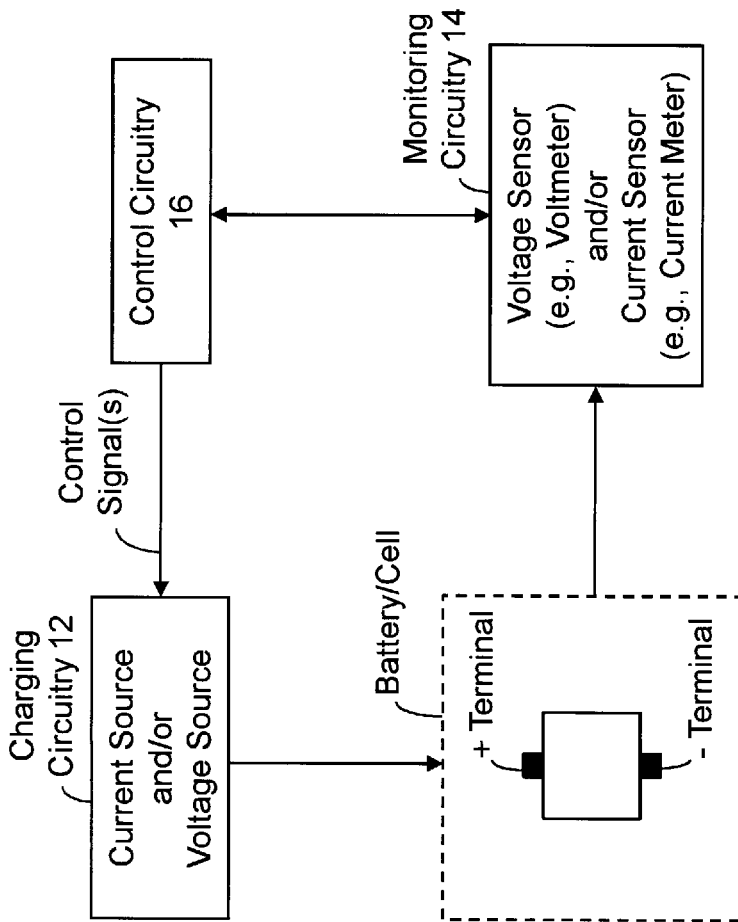 Charging
Circuitry 12
Current Source
and/or
Voltage Source
Control
Signal(s)
Control Circuitry
16
Battery/Cell
+ Terminal
- Terminal
Monitoring
Circuitry 14
Voltage Sensor
(e.g., Voltmeter)
and/or
Current Sensor
(e.g., Current Meter)